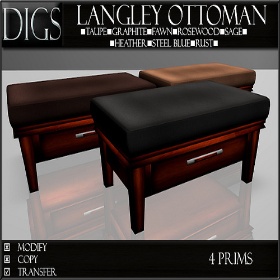 DIGS
LANGLEY OTTOMAN
■TAUPE■GRAPHITE■FAWN■ROSEWOOD■SAGE■
■HEATHER■STEEL BLUE■RUST■
MODIFY
COPY
TRANSFER
4 PRIMS